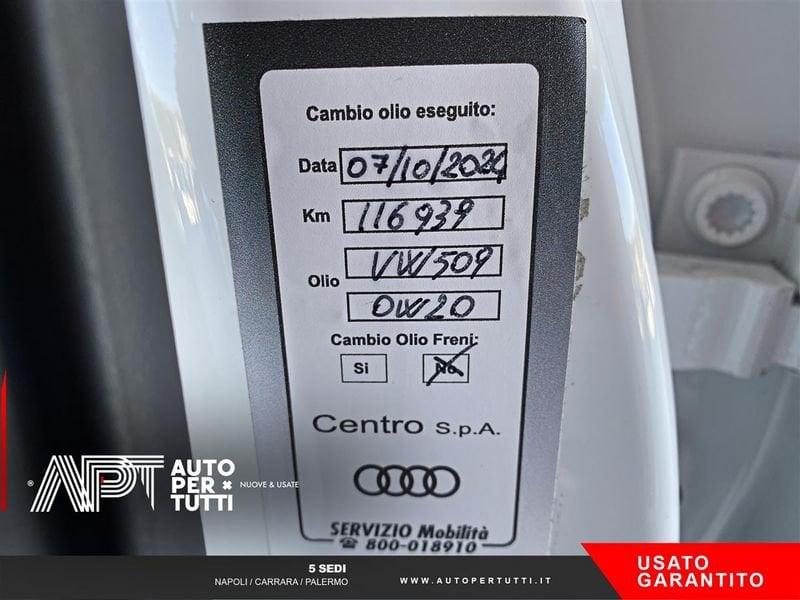 Cambio olio eseguito:
Data 07/10/2024
Km 116939
Olio VW509
0W20
Cambio Olio Freni:
Si No
Centro S.p.A.
SERVIZIO Mobilità
☎ 800-018910
® APT AUTO PER TUTTI NUOVE & USATE
5 SEDI
NAPOLI / CARRARA / PALERMO
WWW.AUTOPERTUTTI.IT
USATO
GARANTITO